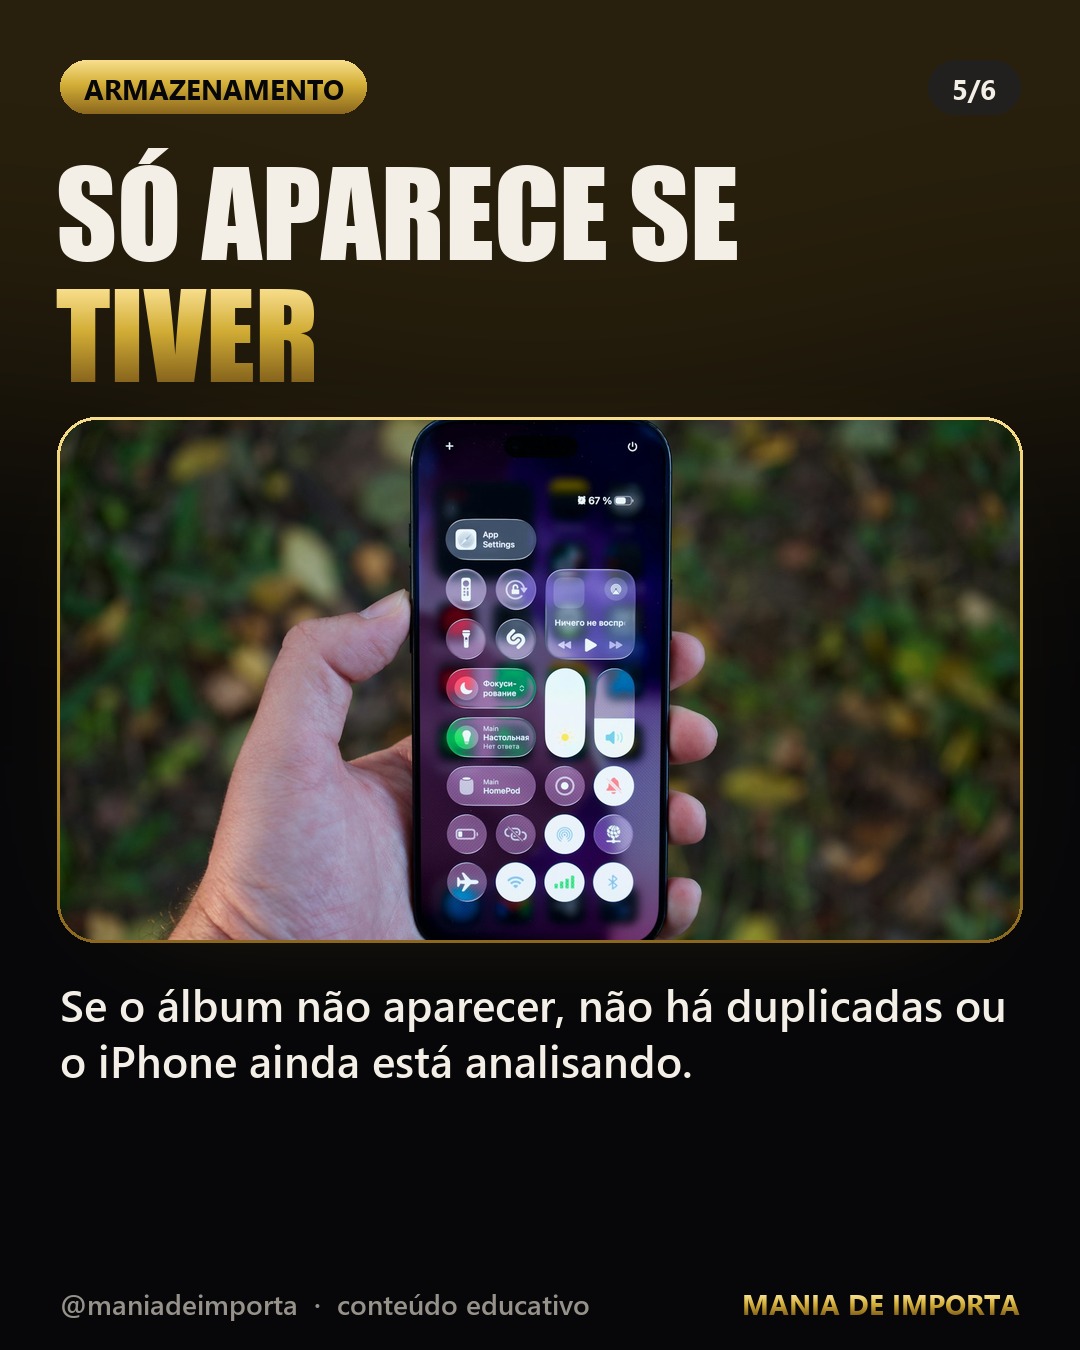 ARMAZENAMENTO
5/6
SÓ APARECE SE
TIVER
67 %
App
Settings
Ничего не воспр
Фокуси-
рование
Main
Настольная
Нет ответа
Main
HomePod
Se o álbum não aparecer, não há duplicadas ou
o iPhone ainda está analisando.
@maniadeimporta · conteúdo educativo
MANIA DE IMPORTA